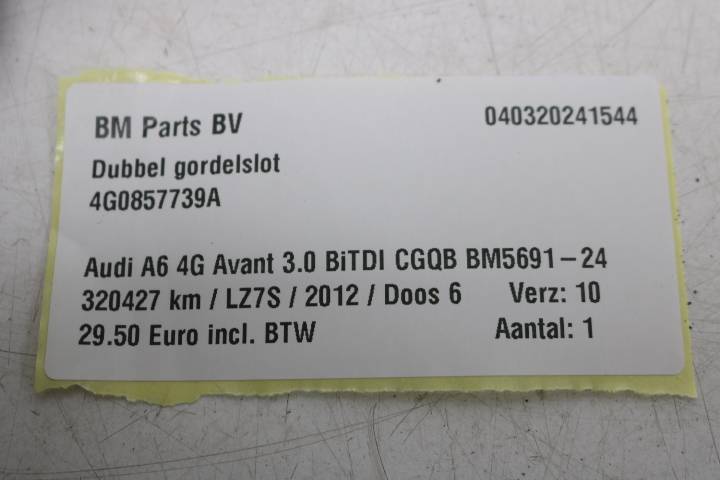 BM Parts BV 040320241544
Dubbel gordelslot
4G0857739A
Audi A6 4G Avant 3.0 BiTDI CGQB BM5691-24
320427 km / LZ7S / 2012 / Doos 6 Verz: 10
29.50 Euro incl. BTW Aantal: 1